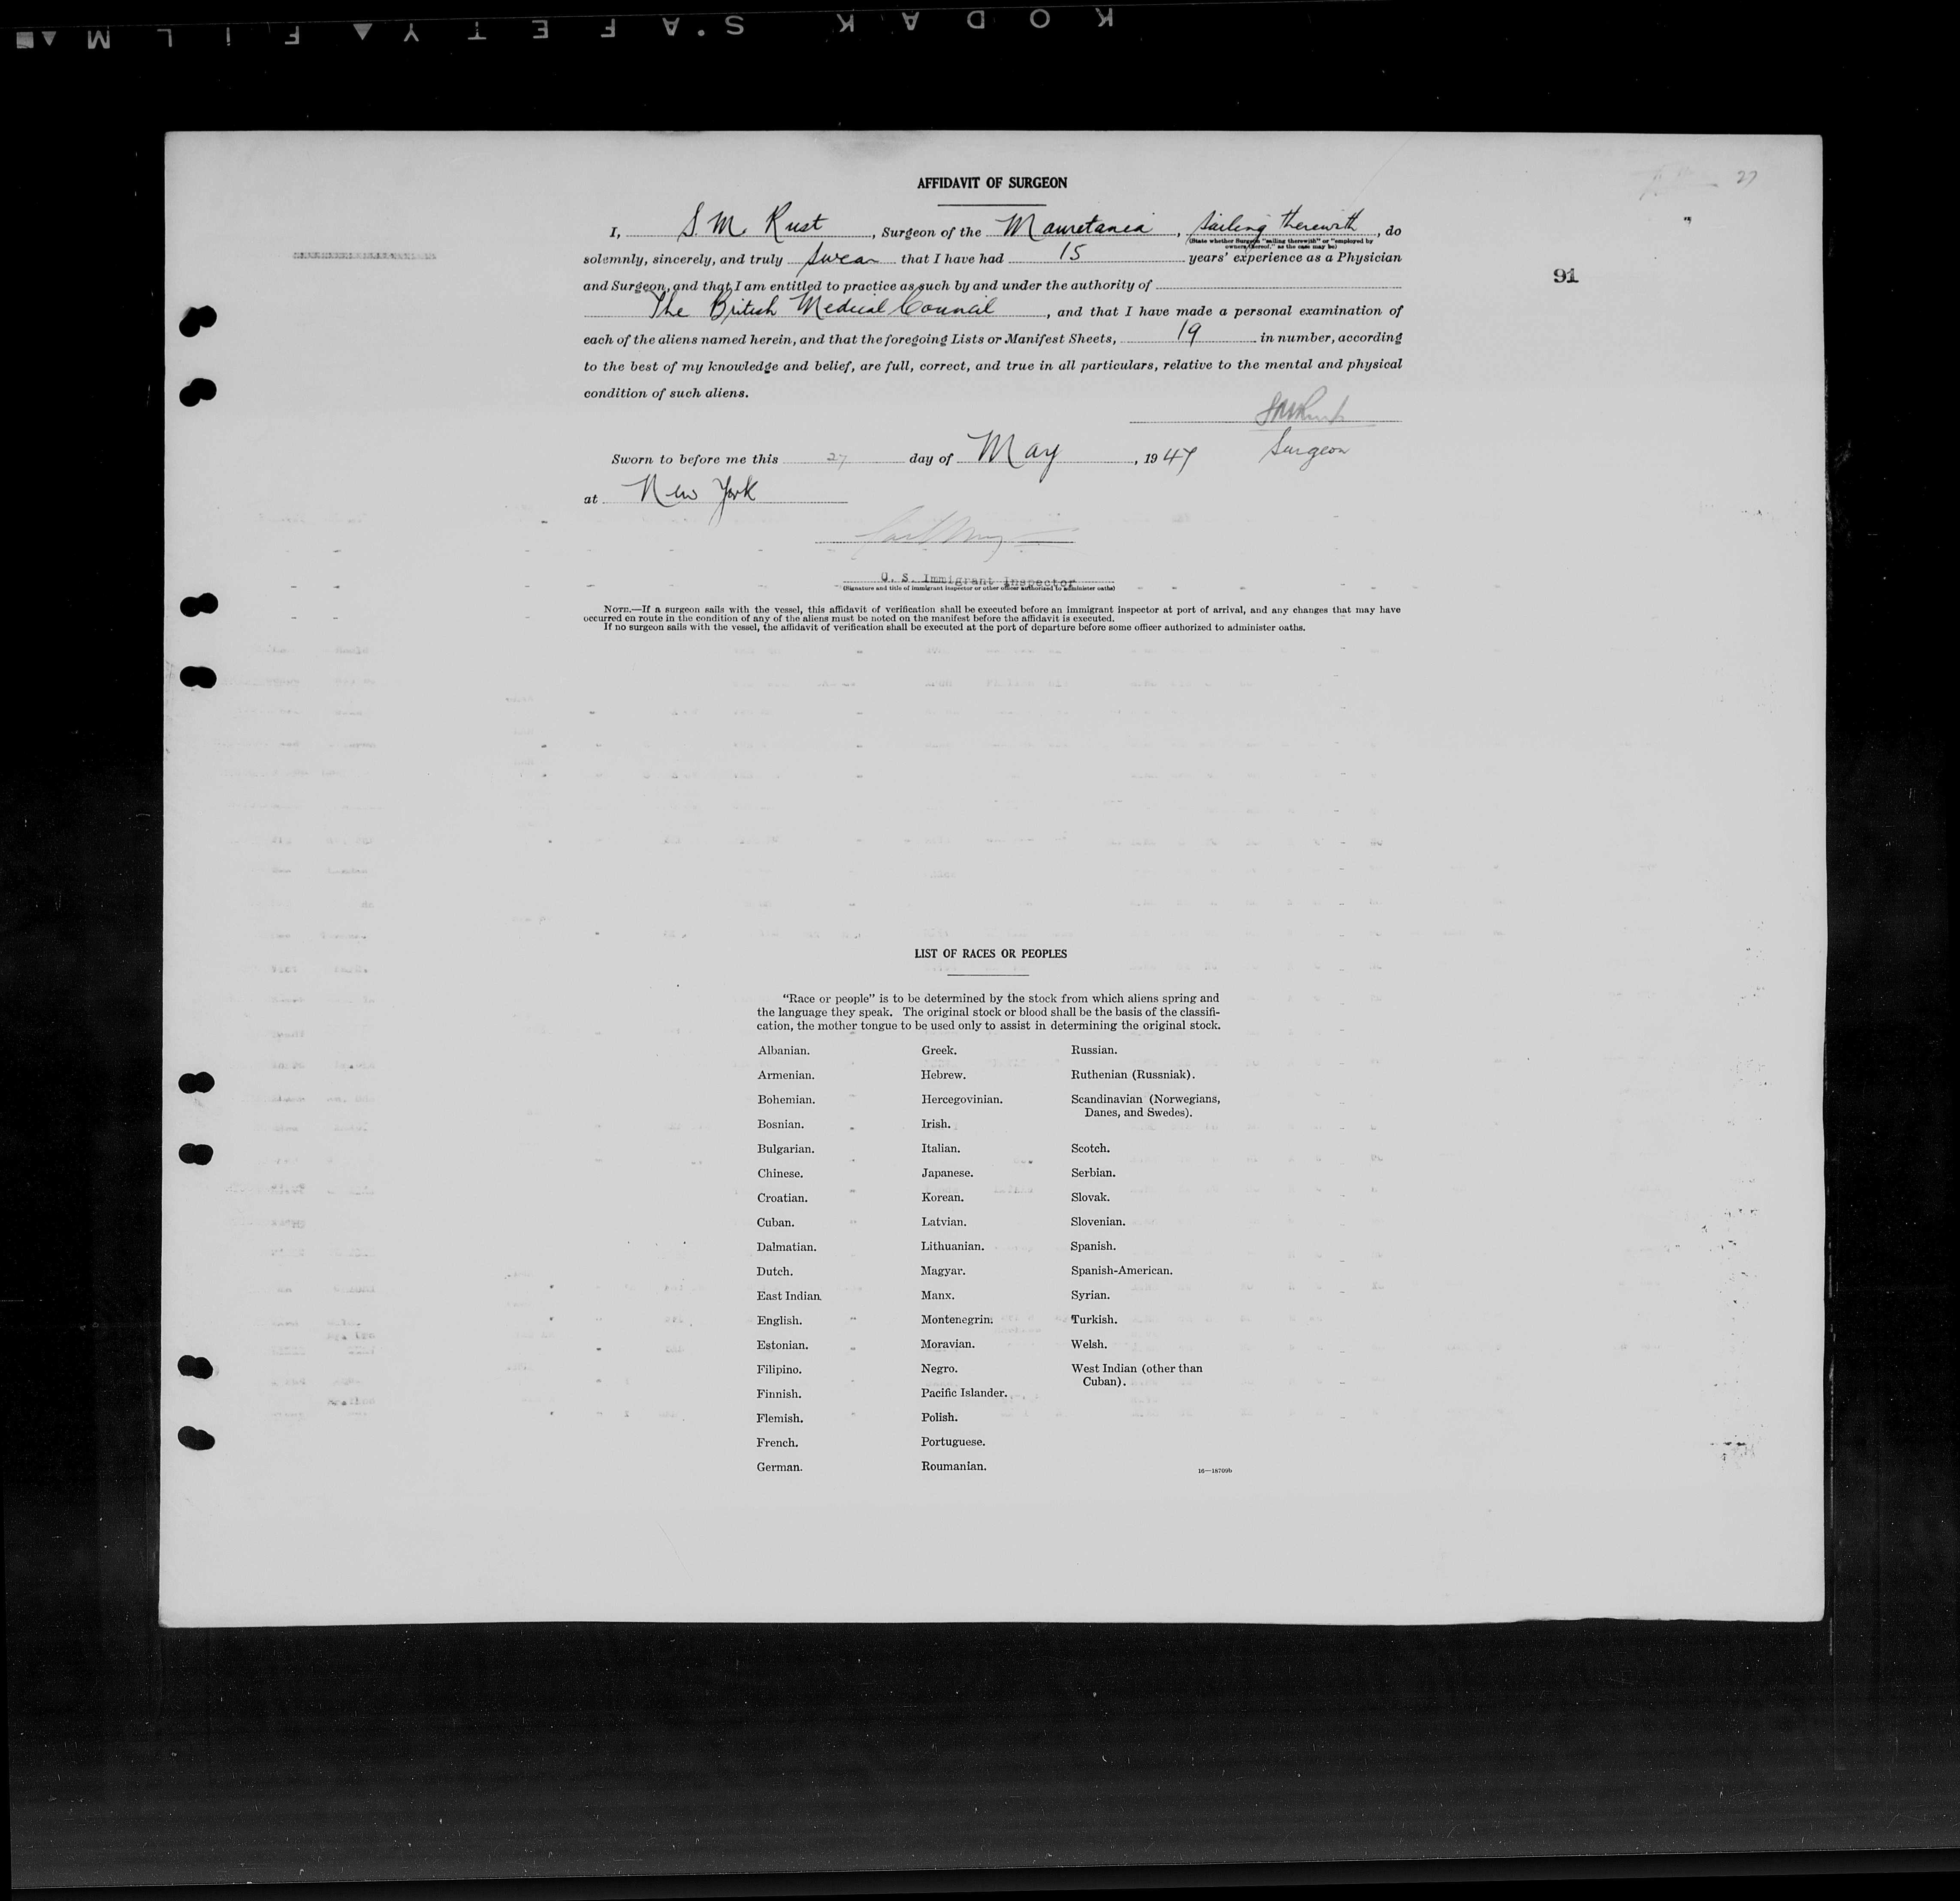 KODAK SAFETY FILM
AFFIDAVIT OF SURGEON
27
I, S. M. Rust, Surgeon of the Mauretania, sailing therewith, do
(State whether Surgeon "sailing therewith" or "employed by
owners thereof," as the case may be)
solemnly, sincerely, and truly swear that I have had 15 years' experience as a Physician
91
and Surgeon, and that I am entitled to practice as such by and under the authority of
The British Medical Council, and that I have made a personal examination of
each of the aliens named herein, and that the foregoing Lists or Manifest Sheets, 19 in number, according
to the best of my knowledge and belief, are full, correct, and true in all particulars, relative to the mental and physical
condition of such aliens.
SMRust
Surgeon
Sworn to before me this 27 day of May, 1947
at New York
U. S. Immigrant Inspector
(Signature and title of immigrant inspector or other officer authorized to administer oaths)
NOTE.—If a surgeon sails with the vessel, this affidavit of verification shall be executed before an immigrant inspector at port of arrival, and any changes that may have
occurred en route in the condition of any of the aliens must be noted on the manifest before the affidavit is executed.
If no surgeon sails with the vessel, the affidavit of verification shall be executed at the port of departure before some officer authorized to administer oaths.
LIST OF RACES OR PEOPLES
"Race or people" is to be determined by the stock from which aliens spring and
the language they speak. The original stock or blood shall be the basis of the classifi-
cation, the mother tongue to be used only to assist in determining the original stock.
Albanian.
Armenian.
Bohemian.
Bosnian.
Bulgarian.
Chinese.
Croatian.
Cuban.
Dalmatian.
Dutch.
East Indian.
English.
Estonian.
Filipino.
Finnish.
Flemish.
French.
German.
Greek.
Hebrew.
Hercegovinian.
Irish.
Italian.
Japanese.
Korean.
Latvian.
Lithuanian.
Magyar.
Manx.
Montenegrin.
Moravian.
Negro.
Pacific Islander.
Polish.
Portuguese.
Roumanian.
Russian.
Ruthenian (Russniak).
Scandinavian (Norwegians,
Danes, and Swedes).
Scotch.
Serbian.
Slovak.
Slovenian.
Spanish.
Spanish-American.
Syrian.
Turkish.
Welsh.
West Indian (other than
Cuban).
16—18709b